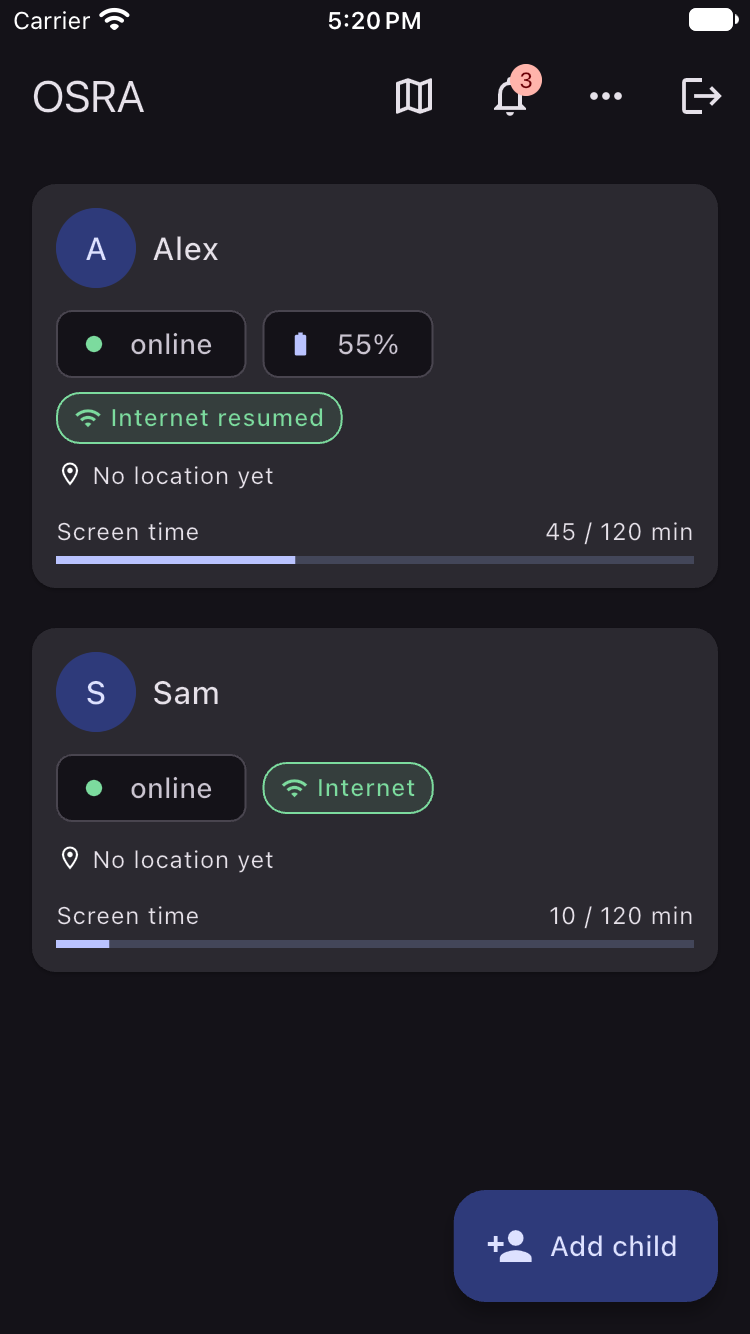 Carrier 5:20 PM
OSRA 3
A Alex
online 55%
Internet resumed
No location yet
Screen time 45 / 120 min
S Sam
online Internet
No location yet
Screen time 10 / 120 min
Add child